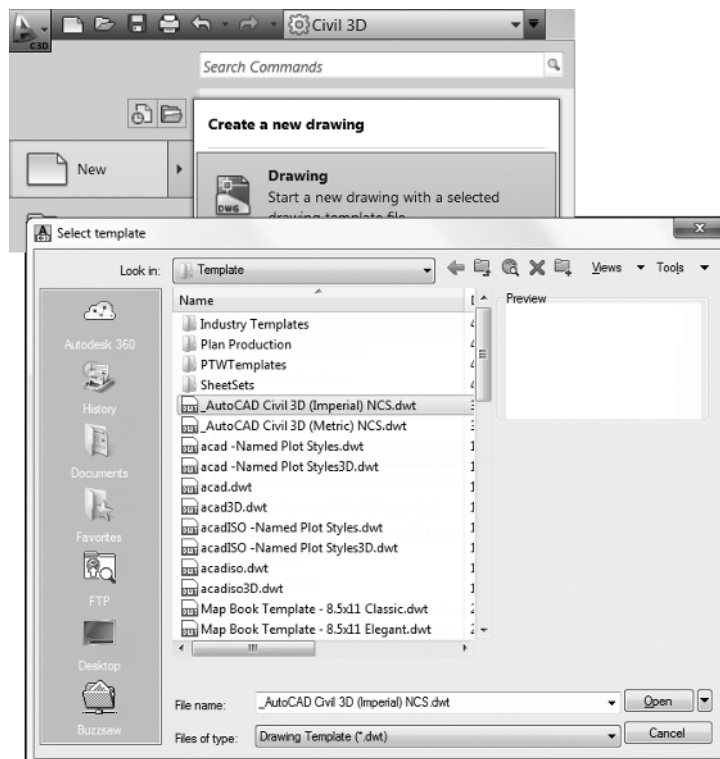 C3D
Civil 3D
Search Commands
Create a new drawing
New
Drawing
Start a new drawing with a selected
drawing template file
DWG
Select template
Look in:
Template
Views
Tools
Name
Preview
Autodesk 360
History
Documents
Favorites
FTP
Desktop
Buzzsaw
Industry Templates
Plan Production
PTWTemplates
SheetSets
_AutoCAD Civil 3D (Imperial) NCS.dwt
_AutoCAD Civil 3D (Metric) NCS.dwt
acad -Named Plot Styles.dwt
acad -Named Plot Styles3D.dwt
acad.dwt
acad3D.dwt
acadISO -Named Plot Styles.dwt
acadISO -Named Plot Styles3D.dwt
acadiso.dwt
acadiso3D.dwt
Map Book Template - 8.5x11 Classic.dwt
Map Book Template - 8.5x11 Elegant.dwt
File name:
_AutoCAD Civil 3D (Imperial) NCS.dwt
Open
Files of type:
Drawing Template (*.dwt)
Cancel